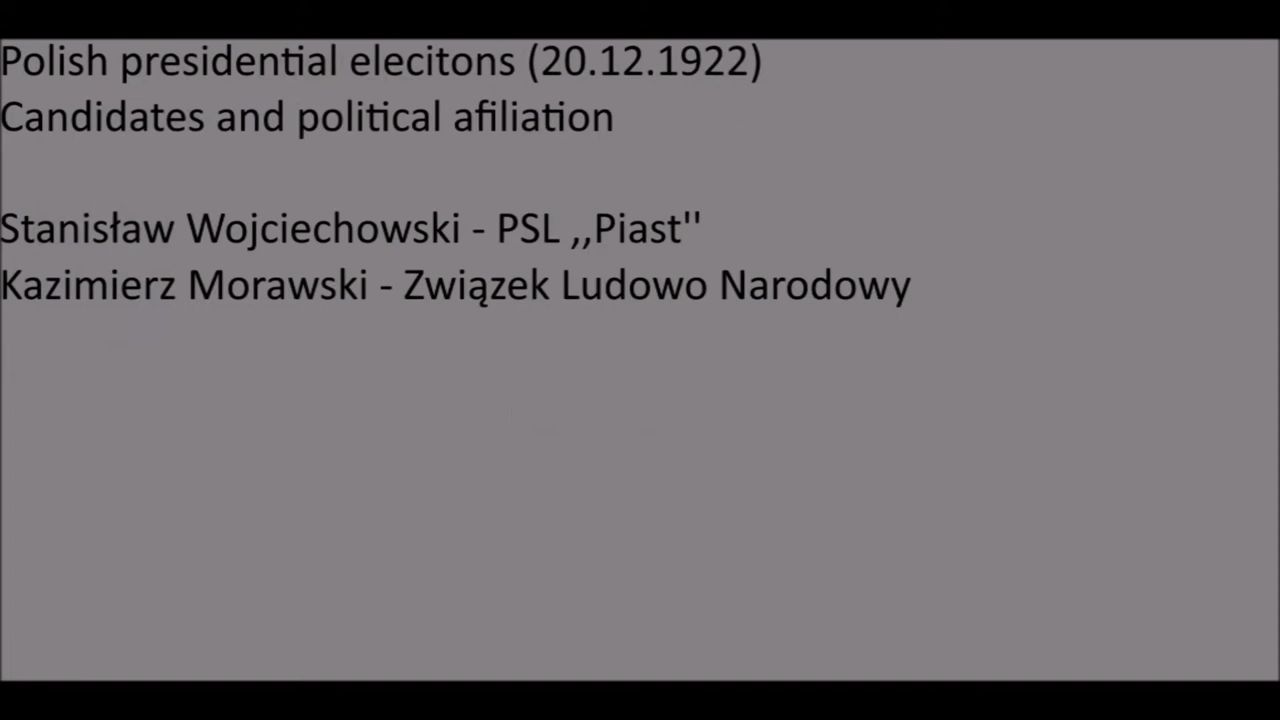 Polish presidential elecitons (20.12.1922)
Candidates and political afiliation
Stanisław Wojciechowski - PSL ,,Piast''
Kazimierz Morawski - Związek Ludowo Narodowy